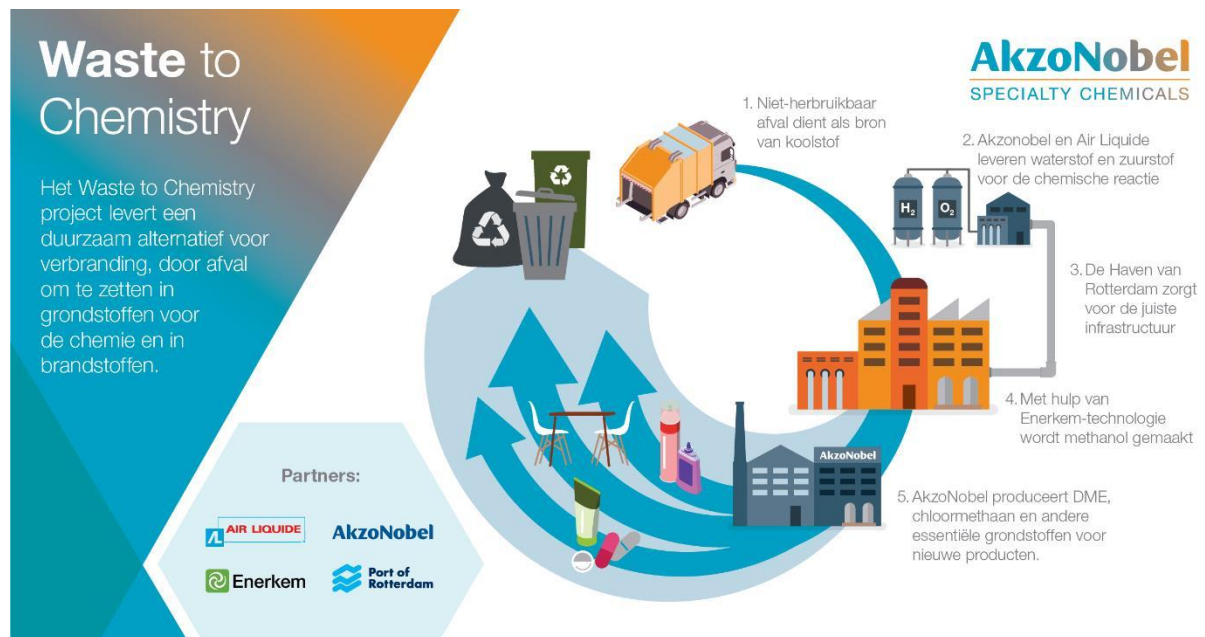 Waste to
Chemistry
Het Waste to Chemistry
project levert een
duurzaam alternatief voor
verbranding, door afval
om te zetten in
grondstoffen voor
de chemie en in
brandstoffen.
Partners:
AIR LIQUIDE
AkzoNobel
Enerkem
Port of
Rotterdam
AkzoNobel
SPECIALTY CHEMICALS
1. Niet-herbruikbaar
afval dient als bron
van koolstof
2. Akzonobel en Air Liquide
leveren waterstof en zuurstof
voor de chemische reactie
H2
O2
3. De Haven van
Rotterdam zorgt
voor de juiste
infrastructuur
4. Met hulp van
Enerkem-technologie
wordt methanol gemaakt
AkzoNobel
5. AkzoNobel produceert DME,
chloormethaan en andere
essentiële grondstoffen voor
nieuwe producten.